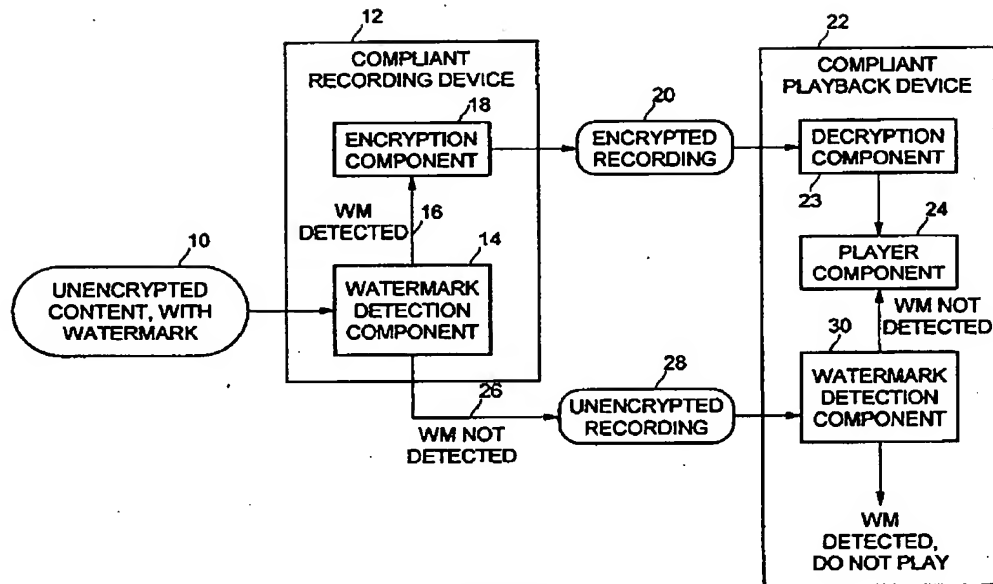 12
COMPLIANT
RECORDING DEVICE
18
ENCRYPTION
COMPONENT
WM
DETECTED
16
14
WATERMARK
DETECTION
COMPONENT
10
UNENCRYPTED
CONTENT, WITH
WATERMARK
26
WM NOT
DETECTED
20
ENCRYPTED
RECORDING
28
UNENCRYPTED
RECORDING
22
COMPLIANT
PLAYBACK DEVICE
DECRYPTION
COMPONENT
23
24
PLAYER
COMPONENT
WM NOT
DETECTED
30
WATERMARK
DETECTION
COMPONENT
WM
DETECTED,
DO NOT PLAY